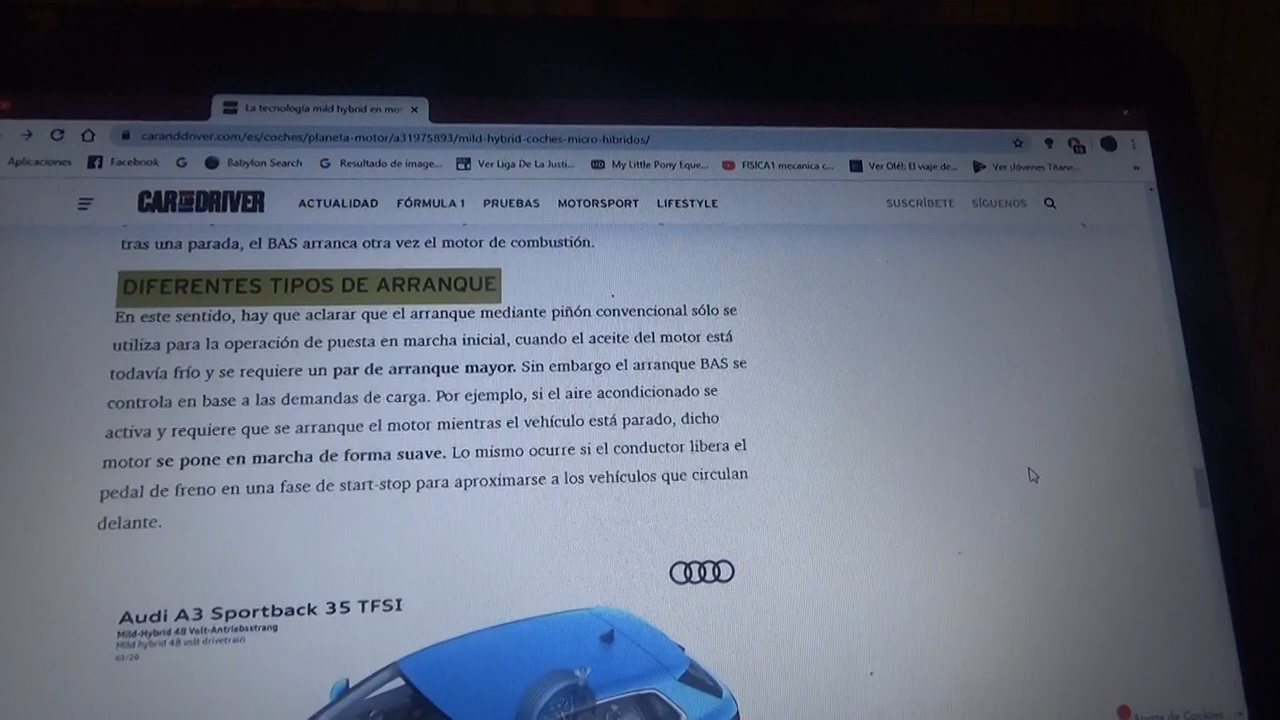 La tecnología mild hybrid en mo
caranddriver.com/es/coches/planeta-motor/a31975893/mild-hybrid-coches-micro-hibridos/
Aplicaciones Facebook Babylon Search Resultado de image... Ver Liga De La Justi... My Little Pony Eque... FISICA1 mecanica c... Ver Olé!: El viaje de... Ver Jóvenes Titane...
CAR AND DRIVER ACTUALIDAD FÓRMULA 1 PRUEBAS MOTORSPORT LIFESTYLE SUSCRÍBETE SÍGUENOS
tras una parada, el BAS arranca otra vez el motor de combustión.
DIFERENTES TIPOS DE ARRANQUE
En este sentido, hay que aclarar que el arranque mediante piñón convencional sólo se
utiliza para la operación de puesta en marcha inicial, cuando el aceite del motor está
todavía frío y se requiere un par de arranque mayor. Sin embargo el arranque BAS se
controla en base a las demandas de carga. Por ejemplo, si el aire acondicionado se
activa y requiere que se arranque el motor mientras el vehículo está parado, dicho
motor se pone en marcha de forma suave. Lo mismo ocurre si el conductor libera el
pedal de freno en una fase de start-stop para aproximarse a los vehículos que circulan
delante.
Audi A3 Sportback 35 TFSI
Mild-Hybrid 48 Volt-Antriebsstrang
Mild hybrid 48 volt drivetrain
03/20